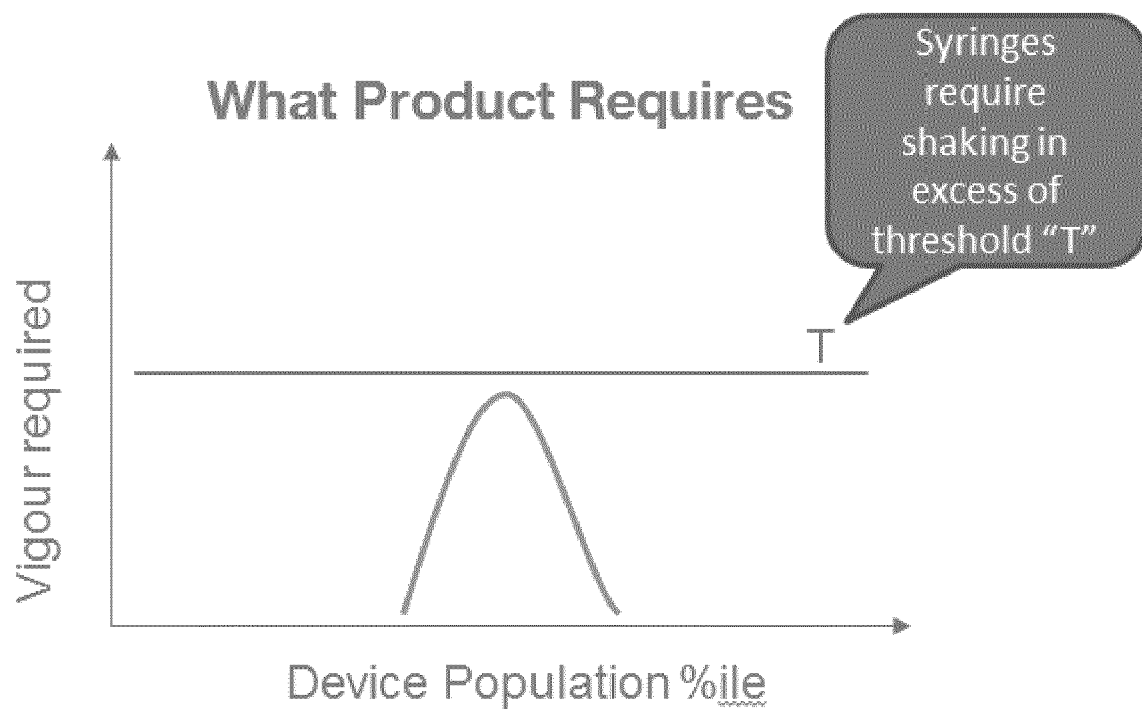 What Product Requires
Syringes
require
shaking in
excess of
threshold “T”
T
Vigour required
Device Population %ile